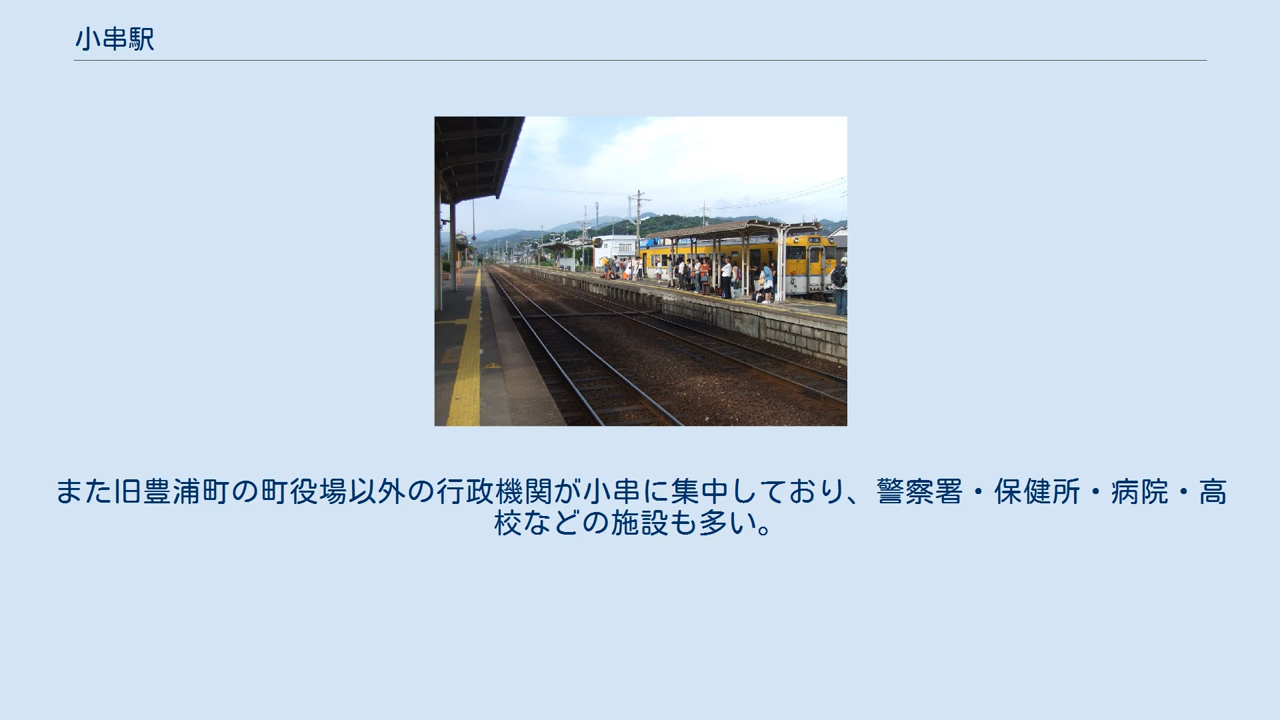 小串駅
また旧豊浦町の町役場以外の行政機関が小串に集中しており、警察署・保健所・病院・高
校などの施設も多い。